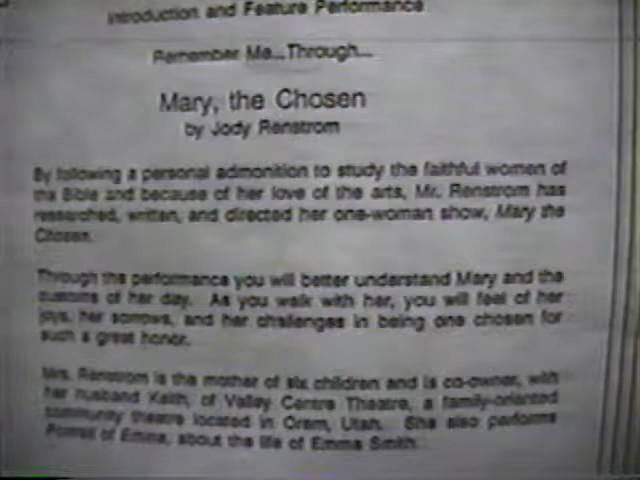 Introduction and Feature Performance
Remember Me...Through...
Mary, the Chosen
by Jody Renstrom
By following a personal admonition to study the faithful women of
the Bible and because of her love of the arts, Mr. Renstrom has
researched, written, and directed her one-woman show, Mary the
Chosen.
Through the performance you will better understand Mary and the
customs of her day. As you walk with her, you will feel of her
joys, her sorrows, and her challenges in being one chosen for
such a great honor.
Mrs. Renstrom is the mother of six children and is co-owner, with
her husband Keith, of Valley Centre Theatre, a family-oriented
community theatre located in Orem, Utah. She also performs
Portrait of Emma, about the life of Emma Smith.